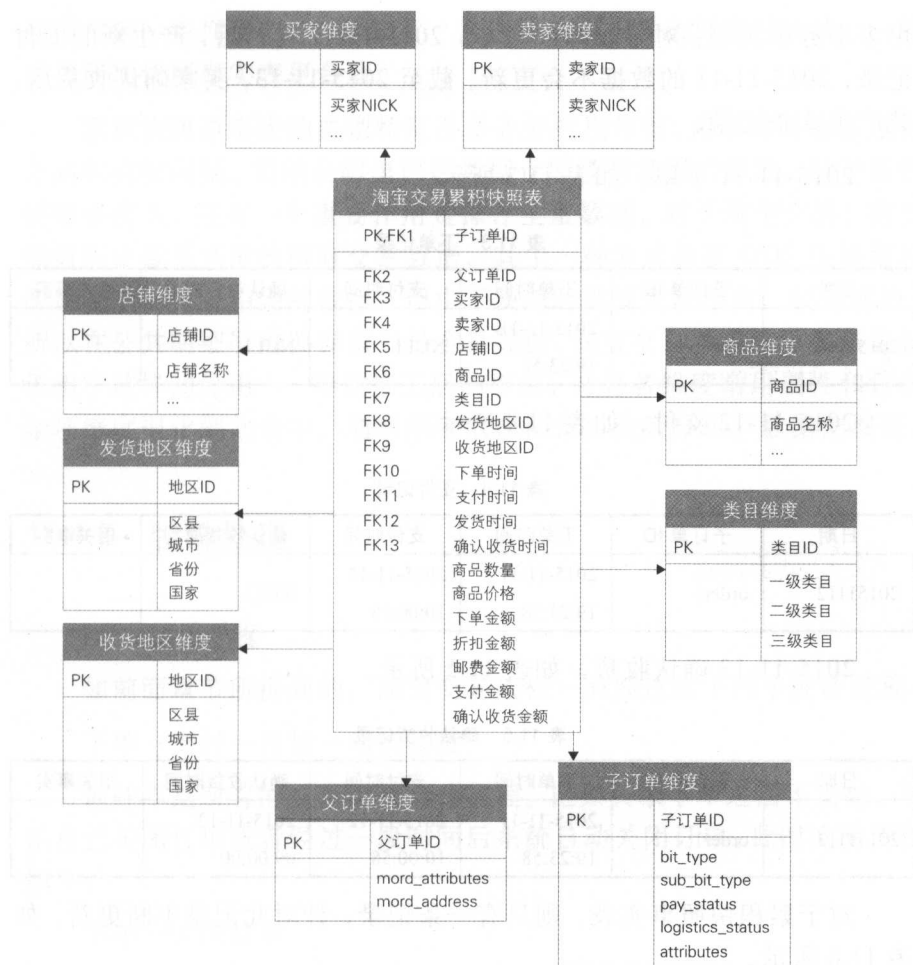 买家维度
PK 买家ID
买家NICK
...
卖家维度
PK 卖家ID
卖家NICK
...
淘宝交易累积快照表
PK,FK1 子订单ID
FK2 父订单ID
FK3 买家ID
FK4 卖家ID
FK5 店铺ID
FK6 商品ID
FK7 类目ID
FK8 发货地区ID
FK9 收货地区ID
FK10 下单时间
FK11 支付时间
FK12 发货时间
FK13 确认收货时间
商品数量
商品价格
下单金额
折扣金额
邮费金额
支付金额
确认收货金额
店铺维度
PK 店铺ID
店铺名称
...
发货地区维度
PK 地区ID
区县
城市
省份
国家
收货地区维度
PK 地区ID
区县
城市
省份
国家
商品维度
PK 商品ID
商品名称
...
类目维度
PK 类目ID
一级类目
二级类目
三级类目
父订单维度
PK 父订单ID
mord_attributes
mord_address
子订单维度
PK 子订单ID
bit_type
sub_bit_type
pay_status
logistics_status
attributes